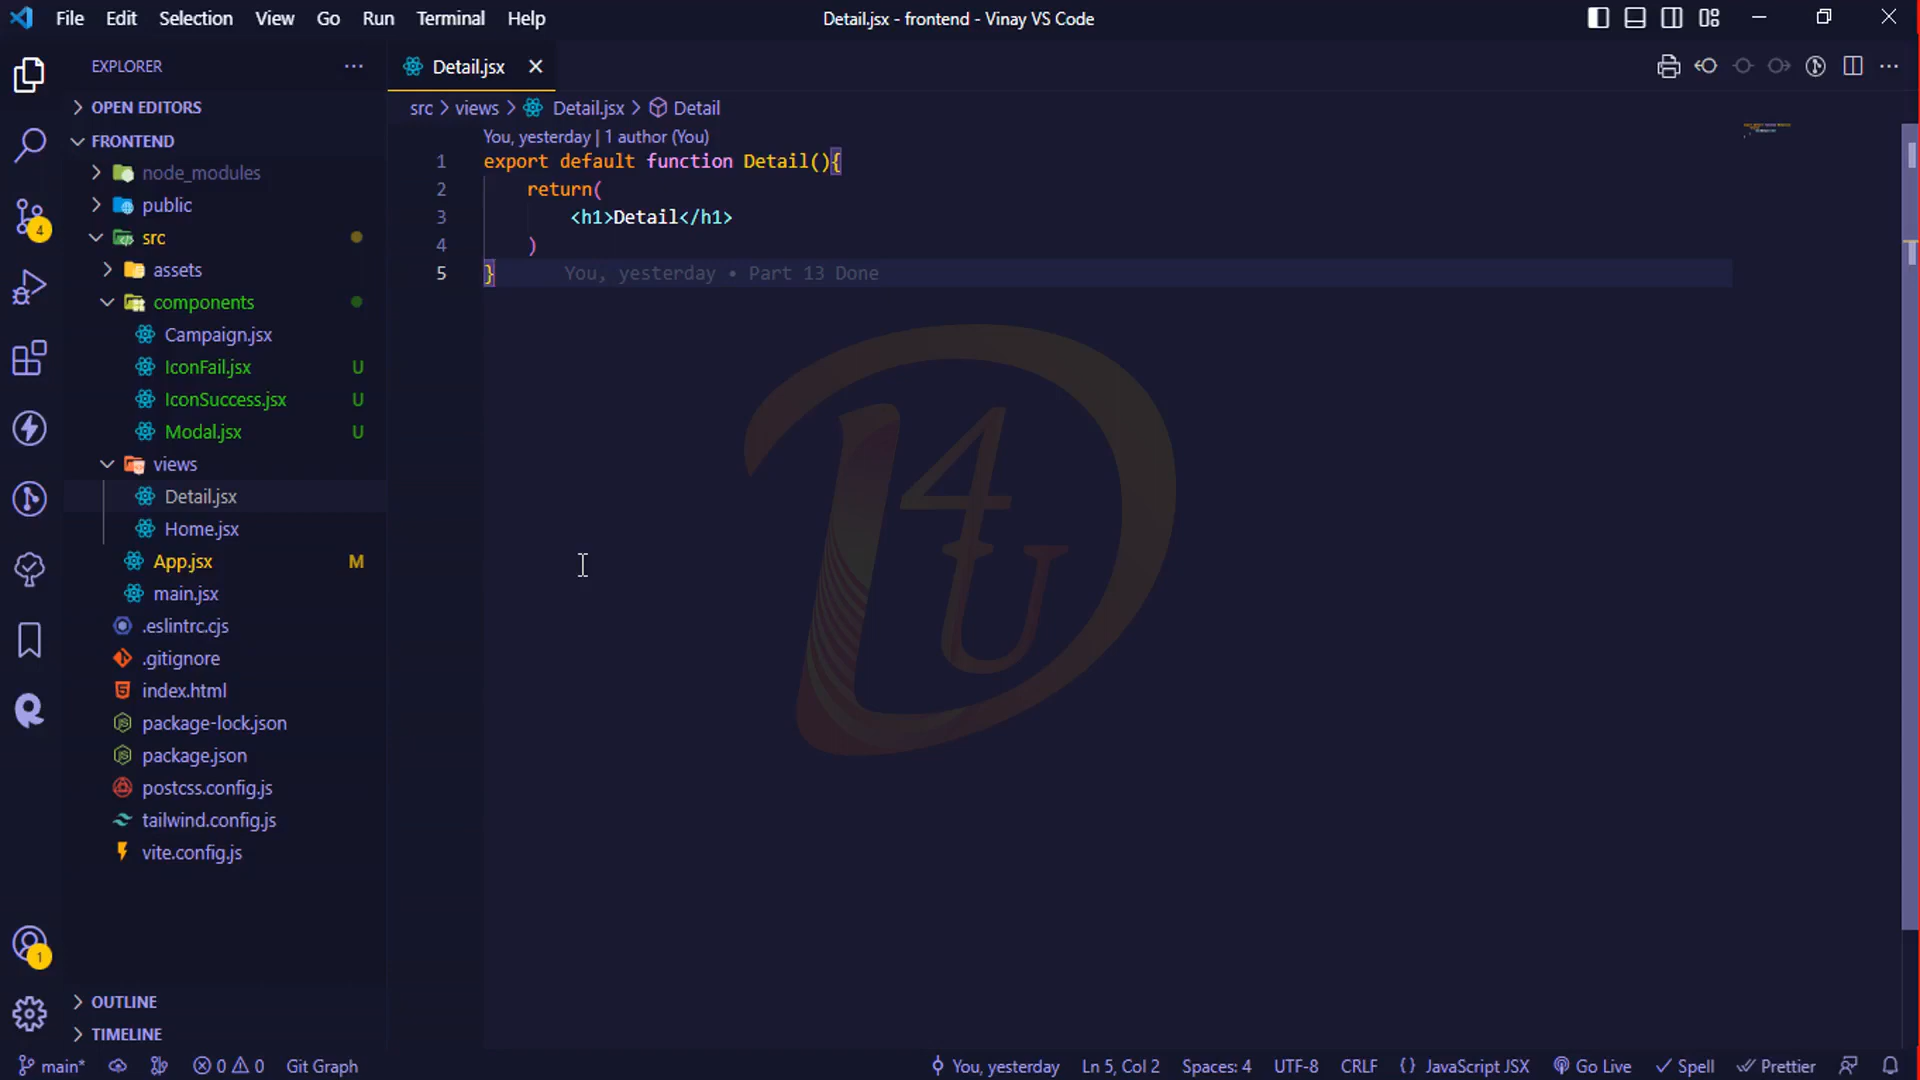 File Edit Selection View Go Run Terminal Help
Detail.jsx - frontend - Vinay VS Code
EXPLORER
OPEN EDITORS
FRONTEND
node_modules
public
src
assets
components
Campaign.jsx
IconFail.jsx U
IconSuccess.jsx U
Modal.jsx U
views
Detail.jsx
Home.jsx
App.jsx M
main.jsx
.eslintrc.cjs
.gitignore
index.html
package-lock.json
package.json
postcss.config.js
tailwind.config.js
vite.config.js
OUTLINE
TIMELINE
4
1
Detail.jsx
src > views > Detail.jsx > Detail
You, yesterday | 1 author (You)
1 export default function Detail(){
2 return(
3 <h1>Detail</h1>
4 )
5 } You, yesterday • Part 13 Done
D4U
main* 0 0 Git Graph You, yesterday Ln 5, Col 2 Spaces: 4 UTF-8 CRLF {} JavaScript JSX Go Live Spell Prettier